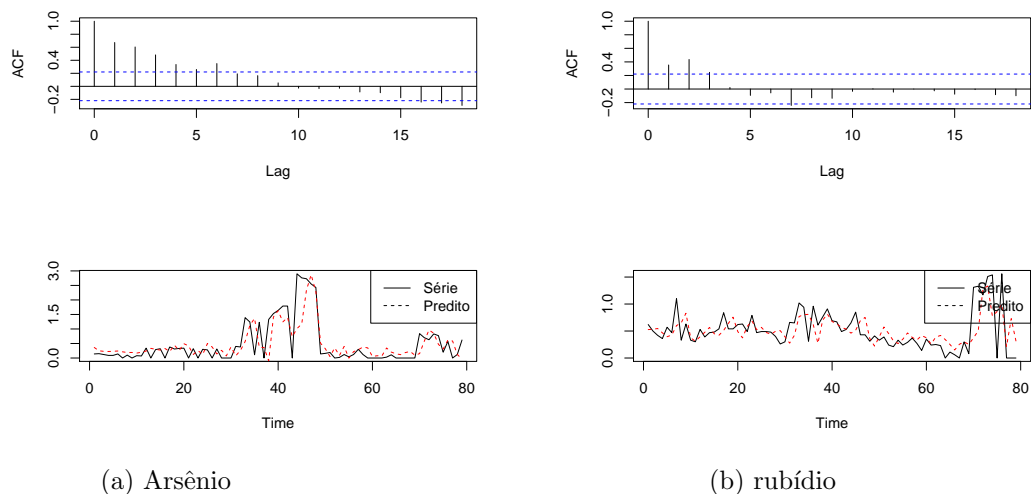 ACF
−0.2 0.4 1.0
0 5 10 15
Lag
ACF
−0.2 0.4 1.0
0 5 10 15
Lag
0.0 1.5 3.0
Série
Predito
0 20 40 60 80
Time
0.0 1.0
Série
Predito
0 20 40 60 80
Time
(a) Arsênio
(b) rubídio